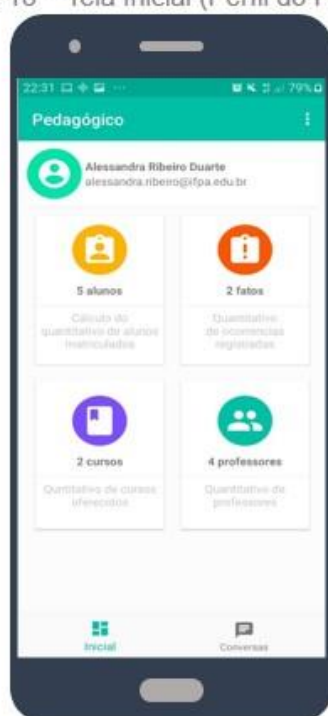 Tela Inicial (Perfil do
22:31
79%
Pedagógico
Alessandra Ribeiro Duarte
alessandra.ribeiro@ifpa.edu.br
5 alunos
Cálculo do
quantitativo de alunos
matriculados
2 fatos
Quantitativo
de ocorrências
registradas
2 cursos
de cursos
oferecidos
4 professores
Quantitativo de
professores
Inicial
Conversas